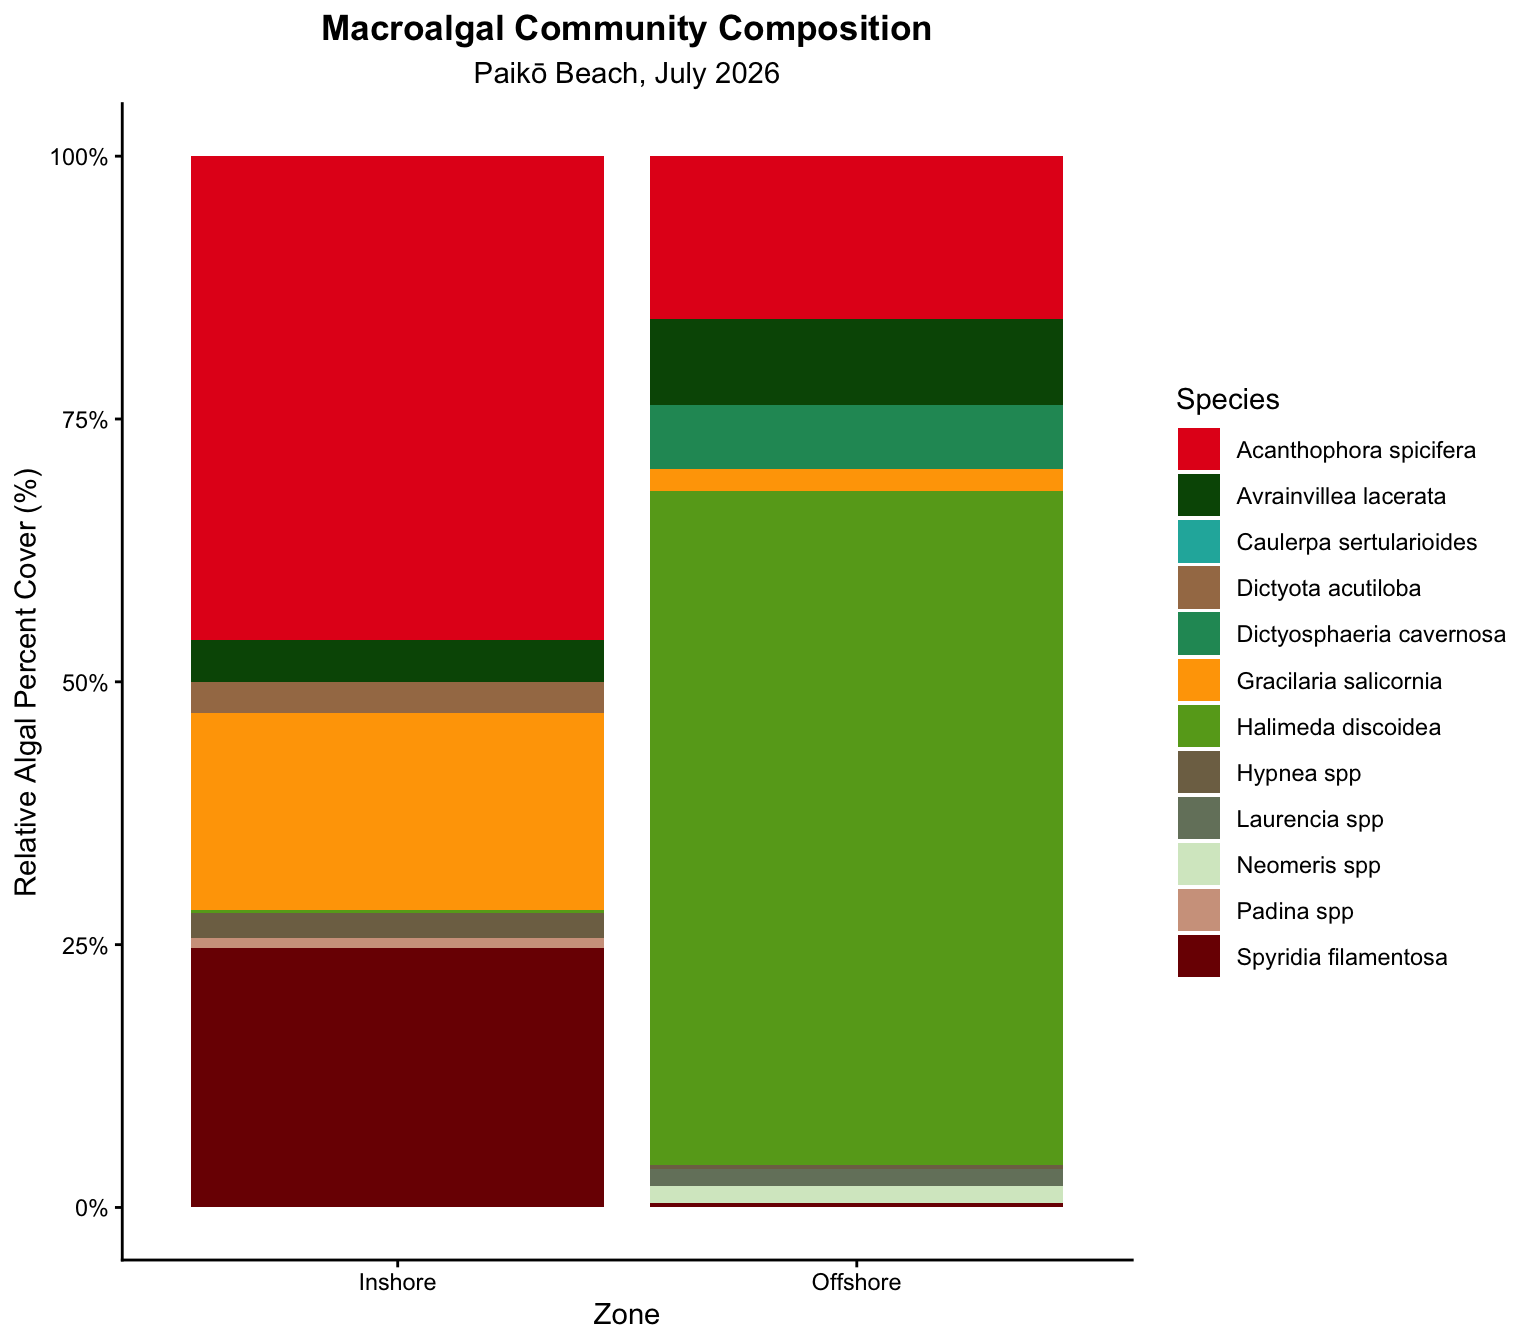 Macroalgal Community Composition
Paikō Beach, July 2026
Relative Algal Percent Cover (%)
100%
75%
50%
25%
0%
Inshore
Offshore
Zone
Species
Acanthophora spicifera
Avrainvillea lacerata
Caulerpa sertularioides
Dictyota acutiloba
Dictyosphaeria cavernosa
Gracilaria salicornia
Halimeda discoidea
Hypnea spp
Laurencia spp
Neomeris spp
Padina spp
Spyridia filamentosa